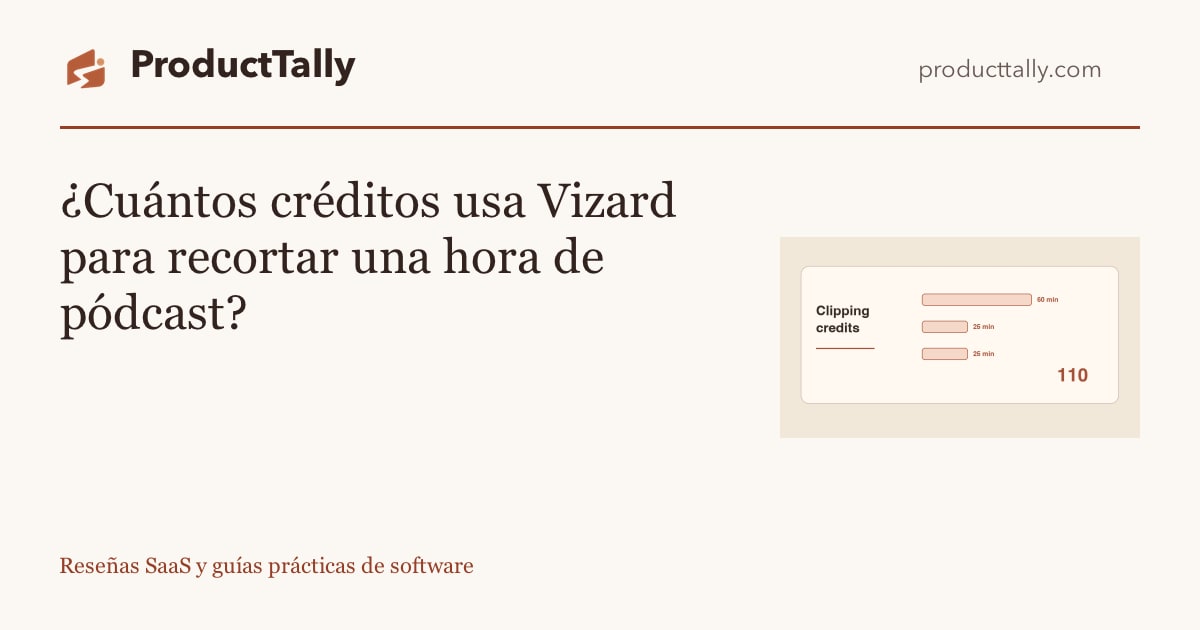 ProductTally
producttally.com
¿Cuántos créditos usa Vizard
para recortar una hora de
pódcast?
Clipping
credits
60 min
25 min
25 min
110
Reseñas SaaS y guías prácticas de software